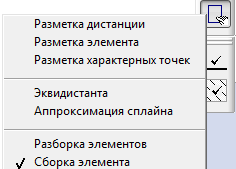 Разметка дистанции
Разметка элемента
Разметка характерных точек
Эквидистанта
Аппроксимация сплайна
Разборка элементов
Сборка элемента